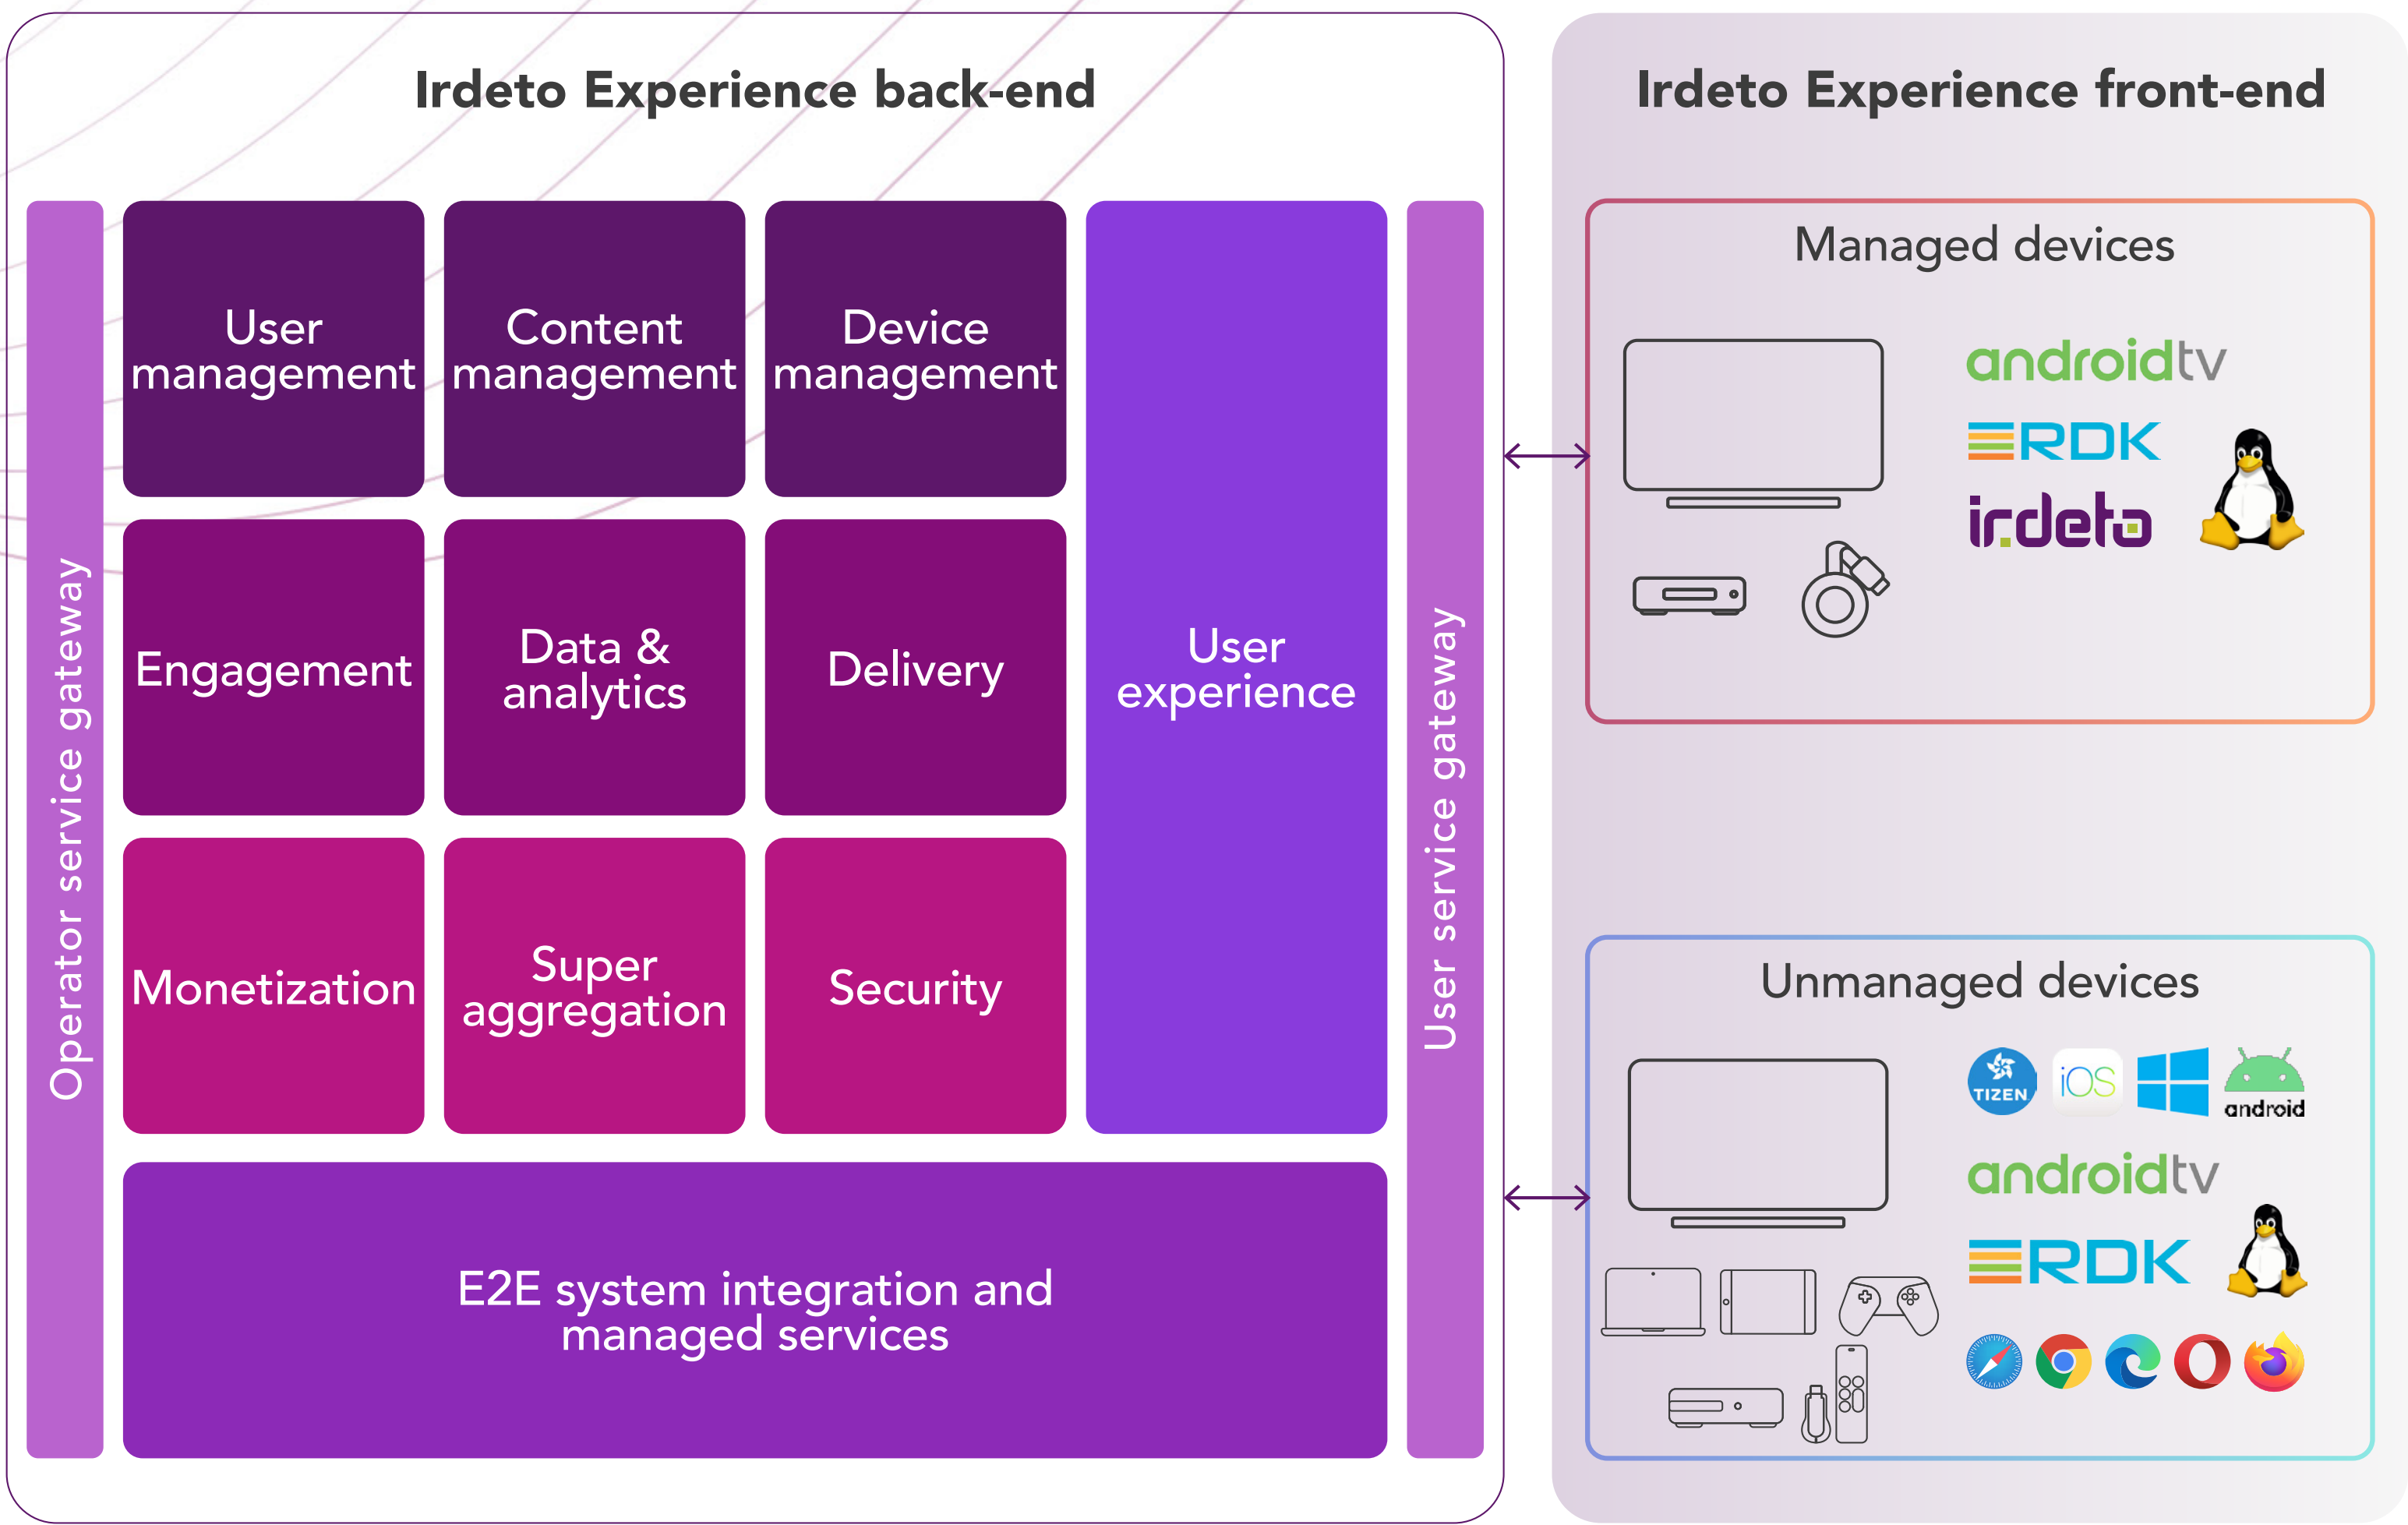 Irdeto Experience back-end
Operator service gateway
User
management
Content
management
Device
management
Engagement
Data &
analytics
Delivery
Monetization
Super
aggregation
Security
User
experience
E2E system integration and
managed services
User service gateway
Irdeto Experience front-end
Managed devices
androidtv
RDK
irdeto
Unmanaged devices
TIZEN
iOS
android
androidtv
RDK